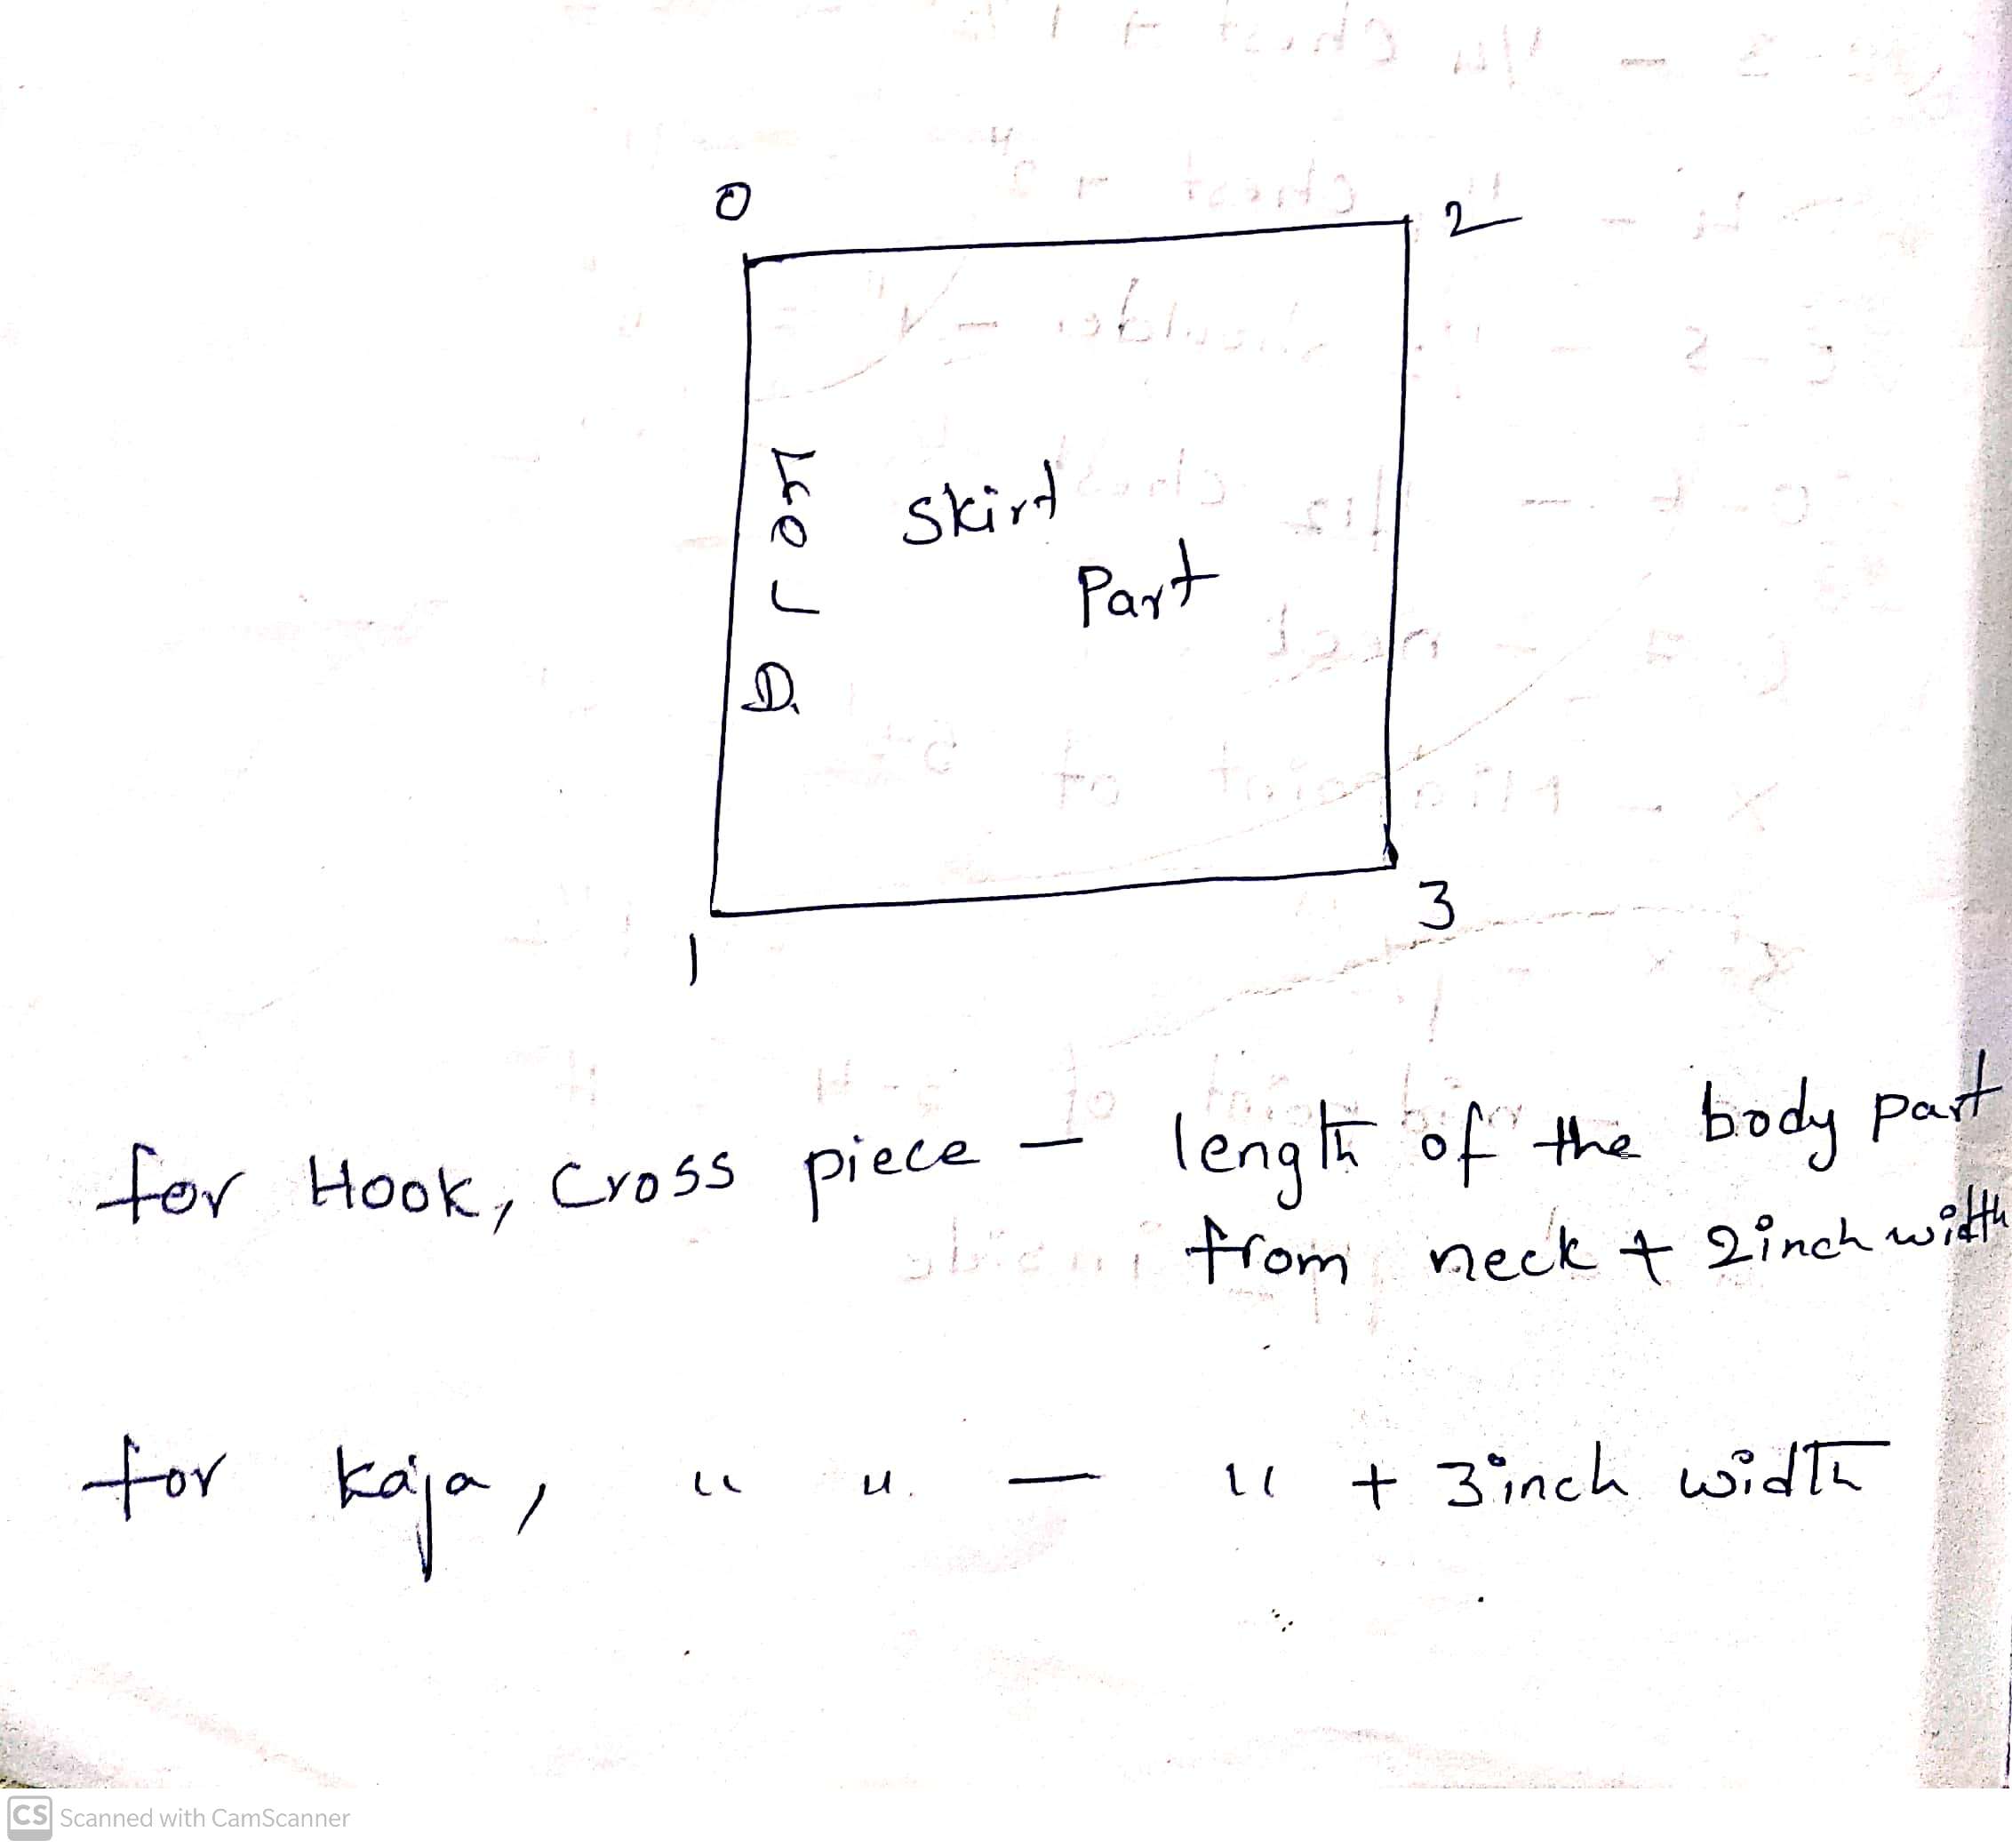 0
2
FOLD
Skirt
Part
3
1
for Hook, Cross piece – length of the body part
from neck + 2inch width
for kaja, " " – " + 3inch width
CS Scanned with CamScanner